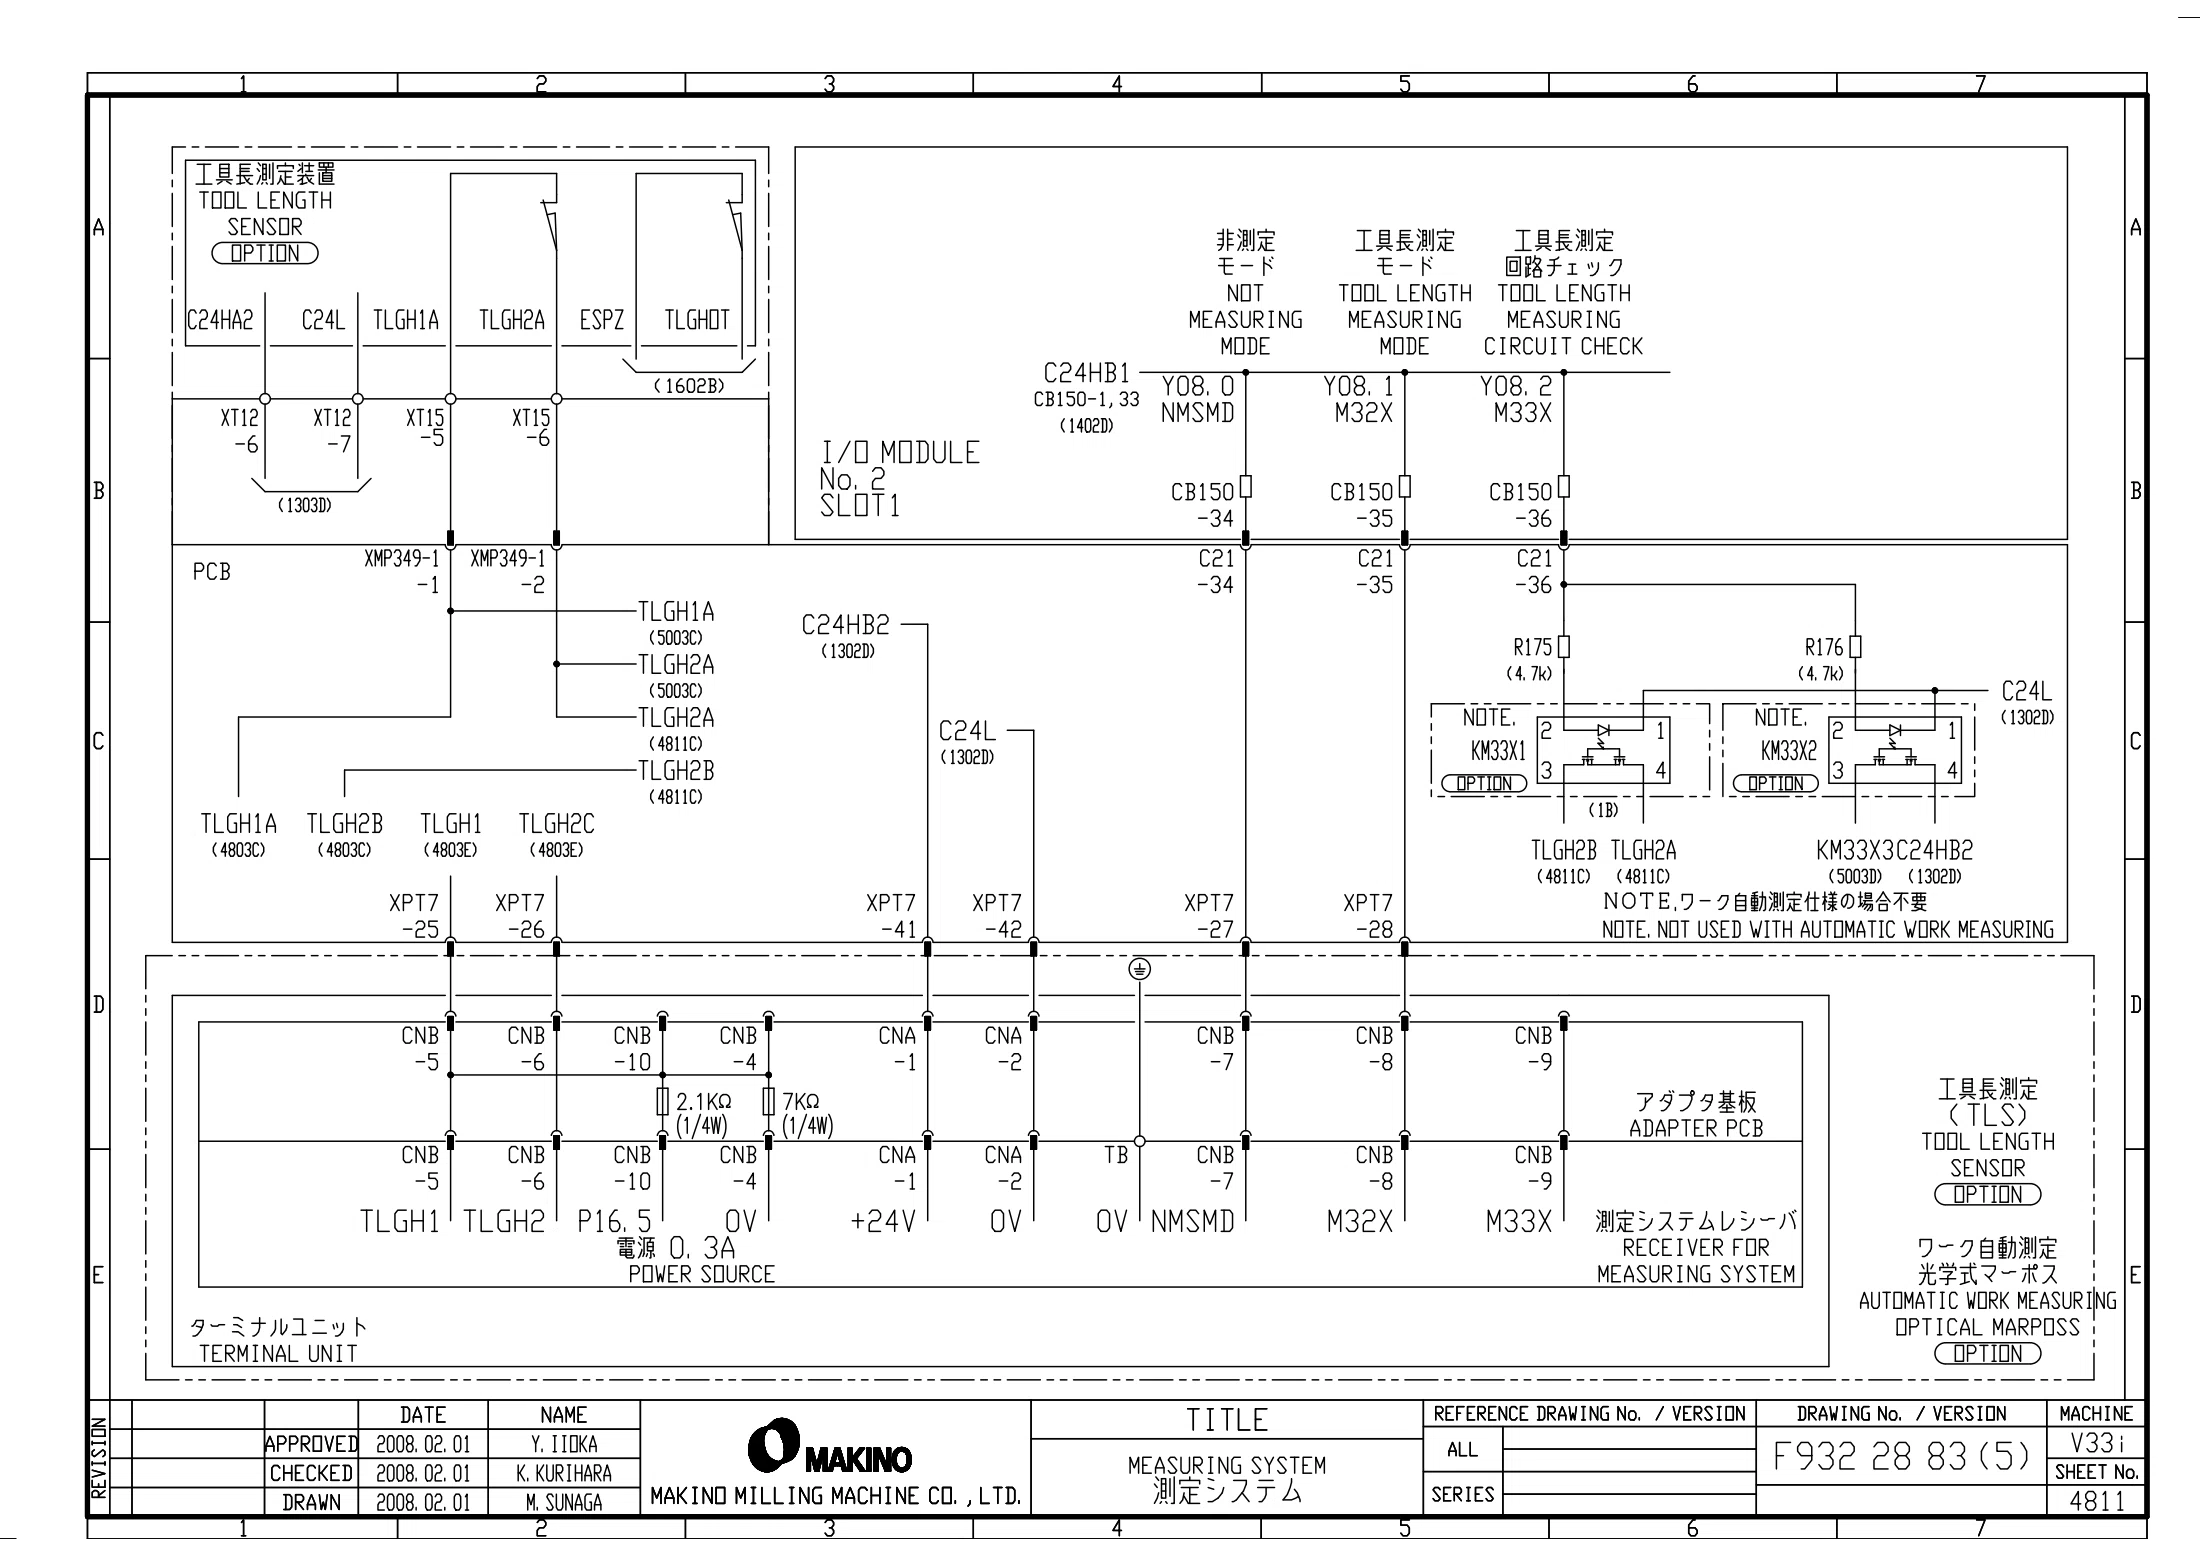 1 2 3 4 5 6 7
A
B
C
D
E
A
B
C
D
E
工具長測定装置
TOOL LENGTH
SENSOR
OPTION
C24HA2 C24L TLGH1A TLGH2A ESPZ TLGHOT
(1602B)
XT12 XT12 XT15 XT15
-6 -7 -5 -6
(1303D)
非測定
モード
NOT
MEASURING
MODE
工具長測定
モード
TOOL LENGTH
MEASURING
MODE
工具長測定
回路チェック
TOOL LENGTH
MEASURING
CIRCUIT CHECK
C24HB1
CB150-1,33
(1402D)
Y08.0 Y08.1 Y08.2
NMSMD M32X M33X
I/O MODULE
No.2
SLOT1
CB150 CB150 CB150
-34 -35 -36
PCB
XMP349-1 XMP349-1
-1 -2
C21 C21 C21
-34 -35 -36
TLGH1A
(5003C)
TLGH2A
(5003C)
TLGH2A
(4811C)
TLGH2B
(4811C)
C24HB2
(1302D)
C24L
(1302D)
R175
(4.7k)
R176
(4.7k)
C24L
(1302D)
NOTE.
KM33X1
OPTION
2 1
3 4
(1B)
NOTE.
KM33X2
OPTION
2 1
3 4
TLGH1A TLGH2B TLGH1 TLGH2C
(4803C) (4803C) (4803E) (4803E)
TLGH2B TLGH2A KM33X3 C24HB2
(4811C) (4811C) (5003D) (1302D)
NOTE.ワーク自動測定仕様の場合不要
NOTE. NOT USED WITH AUTOMATIC WORK MEASURING
XPT7 XPT7 XPT7 XPT7 XPT7 XPT7
-25 -26 -41 -42 -27 -28
CNB CNB CNB CNB CNA CNA CNB CNB CNB
-5 -6 -10 -4 -1 -2 -7 -8 -9
2.1KΩ
(1/4W)
7KΩ
(1/4W)
アダプタ基板
ADAPTER PCB
CNB CNB CNB CNB CNA CNA TB CNB CNB CNB
-5 -6 -10 -4 -1 -2 -7 -8 -9
TLGH1 TLGH2 P16.5 0V +24V 0V 0V NMSMD M32X M33X
電源 0.3A
POWER SOURCE
測定システムレシーバ
RECEIVER FOR
MEASURING SYSTEM
ターミナルユニット
TERMINAL UNIT
工具長測定
(TLS)
TOOL LENGTH
SENSOR
OPTION
ワーク自動測定
光学式マーポス
AUTOMATIC WORK MEASURING
OPTICAL MARPOSS
OPTION
REVISION
DATE NAME
APPROVED 2008.02.01 Y. IIOKA
CHECKED 2008.02.01 K. KURIHARA
DRAWN 2008.02.01 M. SUNAGA
MAKINO
MAKINO MILLING MACHINE CO.,LTD.
TITLE
MEASURING SYSTEM
測定システム
REFERENCE DRAWING No. / VERSION
ALL
SERIES
DRAWING No. / VERSION
F932 28 83(5)
MACHINE
V33i
SHEET No.
4811
1 2 3 4 5 6 7